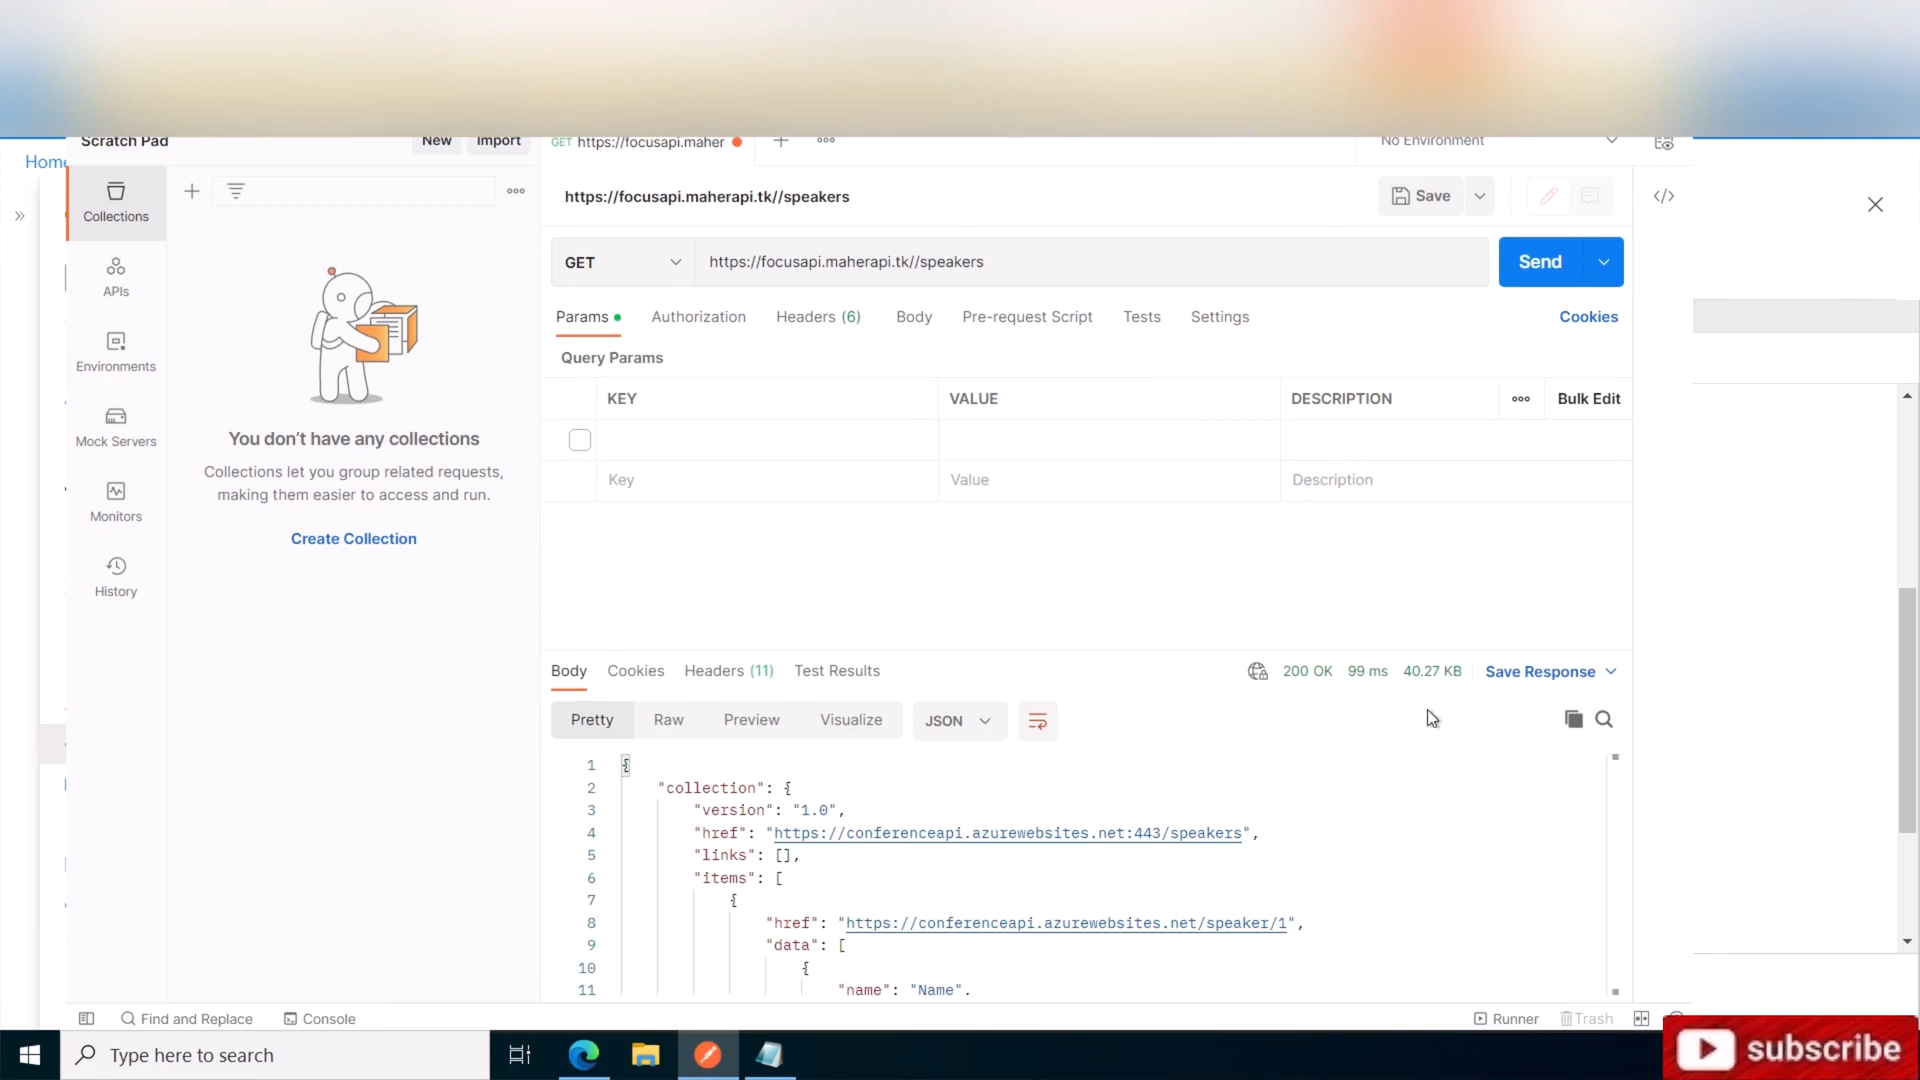 Scratch Pad
New
Import
GET https://focusapi.maher
No Environment
Home
Collections
https://focusapi.maherapi.tk//speakers
Save
</>
GET
https://focusapi.maherapi.tk//speakers
Send
APIs
Params
Authorization
Headers (6)
Body
Pre-request Script
Tests
Settings
Cookies
Query Params
Environments
KEY
VALUE
DESCRIPTION
Bulk Edit
Mock Servers
You don't have any collections
Collections let you group related requests,
making them easier to access and run.
Create Collection
Key
Value
Description
Monitors
History
Body
Cookies
Headers (11)
Test Results
200 OK
99 ms
40.27 KB
Save Response
Pretty
Raw
Preview
Visualize
JSON
1 {
2 "collection": {
3 "version": "1.0",
4 "href": "https://conferenceapi.azurewebsites.net:443/speakers",
5 "links": [],
6 "items": [
7 {
8 "href": "https://conferenceapi.azurewebsites.net/speaker/1",
9 "data": [
10 {
11 "name": "Name".
Find and Replace
Console
Runner
Trash
Type here to search
subscribe